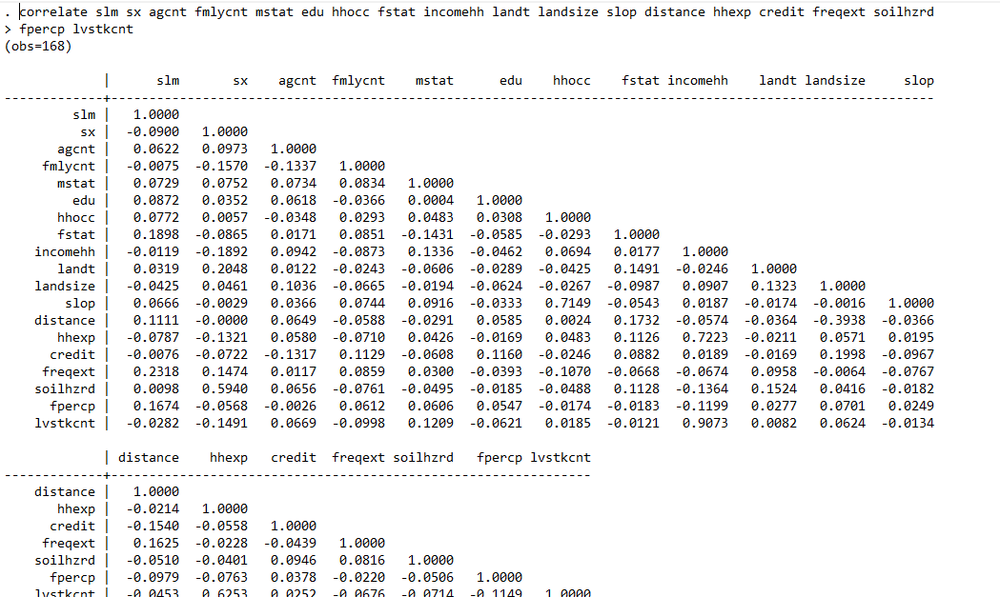 . correlate slm sx agcnt fmlycnt mstat edu hhocc fstat incomehh landt landsize slop distance hhexp credit freqext soilhzrd
> fpercp lvstkcnt
(obs=168)
| slm sx agcnt fmlycnt mstat edu hhocc fstat incomehh landt landsize slop
slm | 1.0000
sx | -0.0900 1.0000
agcnt | 0.0622 0.0973 1.0000
fmlycnt | -0.0075 -0.1570 -0.1337 1.0000
mstat | 0.0729 0.0752 0.0734 0.0834 1.0000
edu | 0.0872 0.0352 0.0618 -0.0366 0.0004 1.0000
hhocc | 0.0772 0.0057 -0.0348 0.0293 0.0483 0.0308 1.0000
fstat | 0.1898 -0.0865 0.0171 0.0851 -0.1431 -0.0585 -0.0293 1.0000
incomehh | -0.0119 -0.1892 0.0942 -0.0873 0.1336 -0.0462 0.0694 0.0177 1.0000
landt | 0.0319 0.2048 0.0122 -0.0243 -0.0606 -0.0289 -0.0425 0.1491 -0.0246 1.0000
landsize | -0.0425 0.0461 0.1036 -0.0665 -0.0194 -0.0624 -0.0267 -0.0987 0.0907 0.1323 1.0000
slop | 0.0666 -0.0029 0.0366 0.0744 0.0916 -0.0333 0.7149 -0.0543 0.0187 -0.0174 -0.0016 1.0000
distance | 0.1111 -0.0000 0.0649 -0.0588 -0.0291 0.0585 0.0024 0.1732 -0.0574 -0.0364 -0.3938 -0.0366
hhexp | -0.0787 -0.1321 0.0580 -0.0710 0.0426 -0.0169 0.0483 0.1126 0.7223 -0.0211 0.0571 0.0195
credit | -0.0076 -0.0722 -0.1317 0.1129 -0.0608 0.1160 -0.0246 0.0882 0.0189 -0.0169 0.1998 -0.0967
freqext | 0.2318 0.1474 0.0117 0.0859 0.0300 -0.0393 -0.1070 -0.0668 -0.0674 0.0958 -0.0064 -0.0767
soilhzrd | 0.0098 0.5940 0.0656 -0.0761 -0.0495 -0.0185 -0.0488 0.1128 -0.1364 0.1524 0.0416 -0.0182
fpercp | 0.1674 -0.0568 -0.0026 0.0612 0.0606 0.0547 -0.0174 -0.0183 -0.1199 0.0277 0.0701 0.0249
lvstkcnt | -0.0282 -0.1491 0.0669 -0.0998 0.1209 -0.0621 0.0185 -0.0121 0.9073 0.0082 0.0624 -0.0134
| distance hhexp credit freqext soilhzrd fpercp lvstkcnt
distance | 1.0000
hhexp | -0.0214 1.0000
credit | -0.1540 -0.0558 1.0000
freqext | 0.1625 -0.0228 -0.0439 1.0000
soilhzrd | -0.0510 -0.0401 0.0946 0.0816 1.0000
fpercp | -0.0979 -0.0763 0.0378 -0.0220 -0.0506 1.0000
lvstkcnt | -0.0453 0.6253 0.0252 -0.0676 -0.0714 -0.1149 1.0000